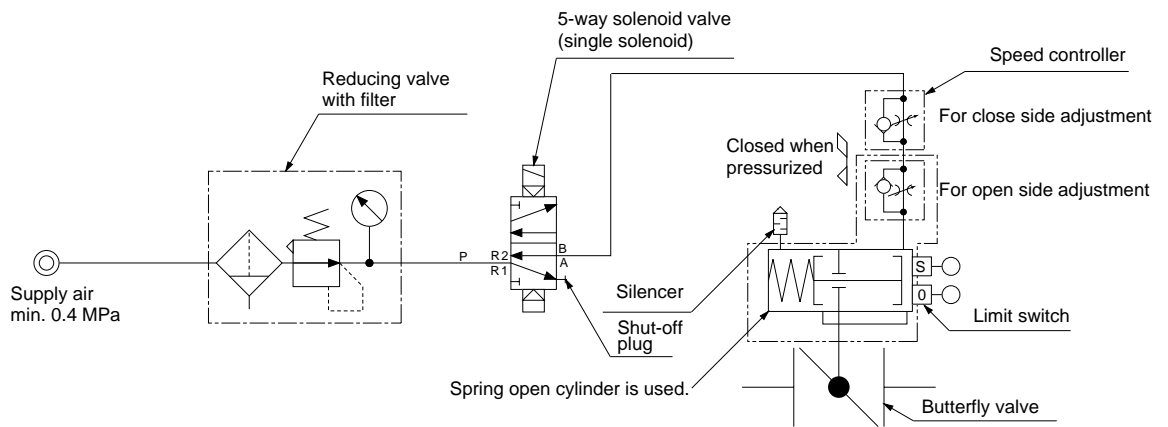 5-way solenoid valve
(single solenoid)
Speed controller
Reducing valve
with filter
For close side adjustment
Closed when
pressurized
For open side adjustment
P
R2
B
A
R1
S
0
Supply air
min. 0.4 MPa
Silencer
Limit switch
Shut-off
plug
Spring open cylinder is used.
Butterfly valve